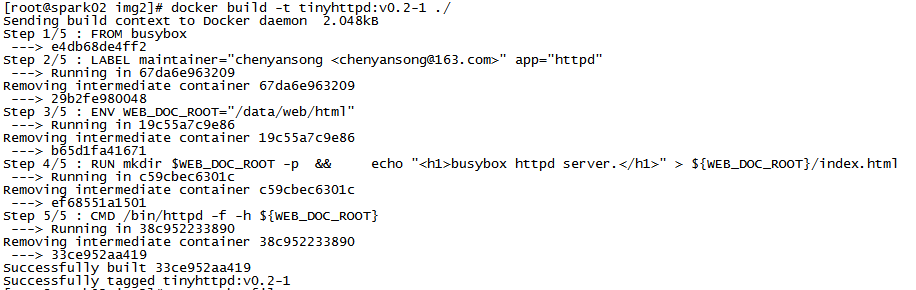 [root@spark02 img2]# docker build -t tinyhttpd:v0.2-1 ./
Sending build context to Docker daemon  2.048kB
Step 1/5 : FROM busybox
 ---> e4db68de4ff2
Step 2/5 : LABEL maintainer="chenyansong <chenyansong@163.com>" app="httpd"
 ---> Running in 67da6e963209
Removing intermediate container 67da6e963209
 ---> 29b2fe980048
Step 3/5 : ENV WEB_DOC_ROOT="/data/web/html"
 ---> Running in 19c55a7c9e86
Removing intermediate container 19c55a7c9e86
 ---> b65d1fa41671
Step 4/5 : RUN mkdir $WEB_DOC_ROOT -p  &&     echo "<h1>busybox httpd server.</h1>" > ${WEB_DOC_ROOT}/index.html
 ---> Running in c59cbec6301c
Removing intermediate container c59cbec6301c
 ---> ef68551a1501
Step 5/5 : CMD /bin/httpd -f -h ${WEB_DOC_ROOT}
 ---> Running in 38c952233890
Removing intermediate container 38c952233890
 ---> 33ce952aa419
Successfully built 33ce952aa419
Successfully tagged tinyhttpd:v0.2-1